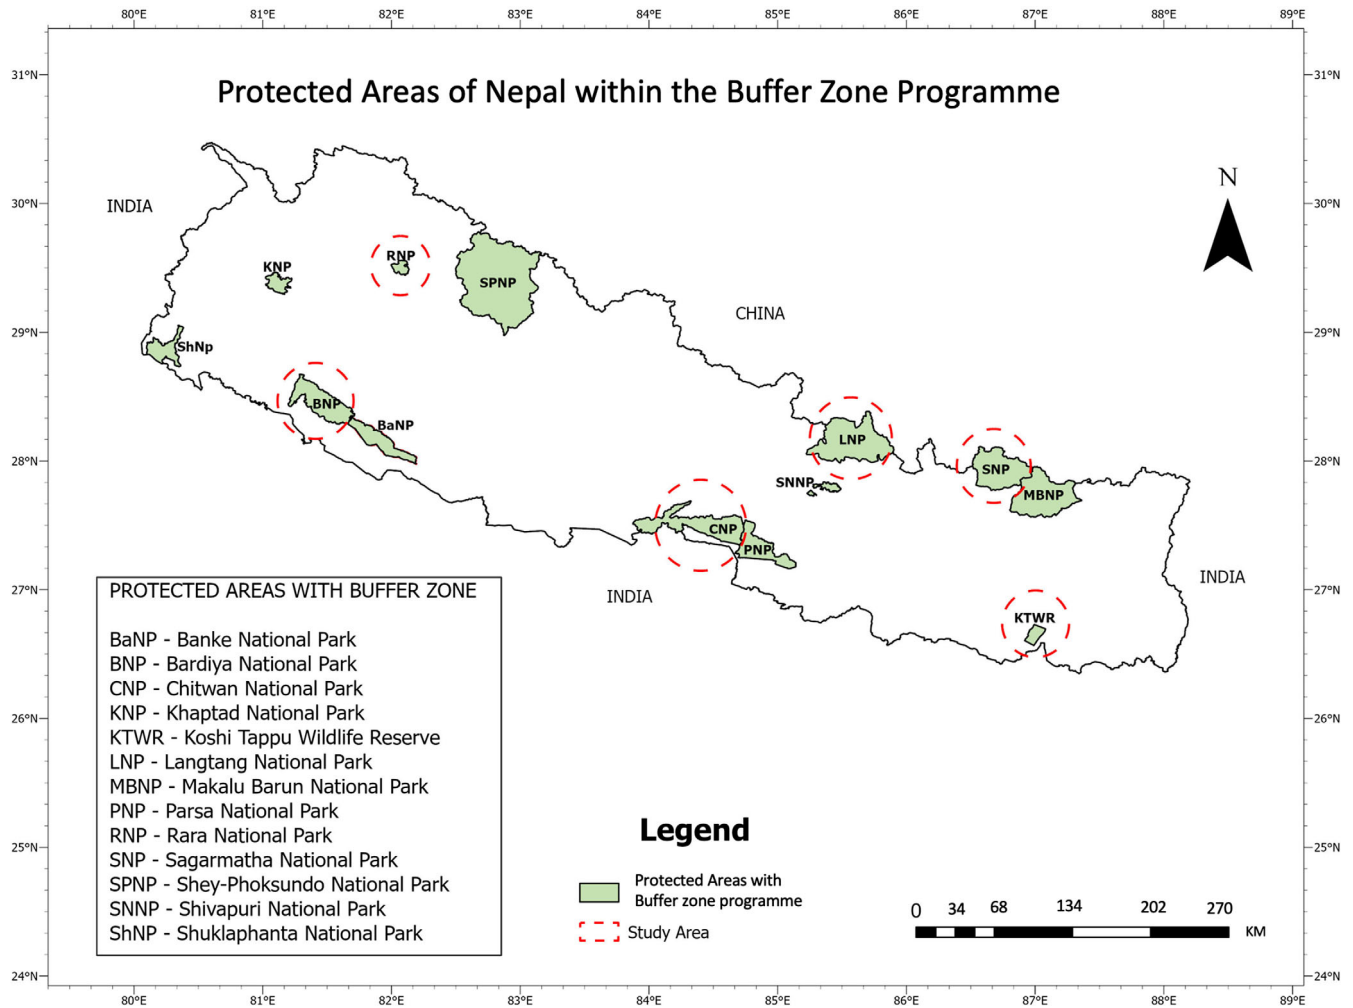 80°E 81°E 82°E 83°E 84°E 85°E 86°E 87°E 88°E 89°E
31°N 31°N
Protected Areas of Nepal within the Buffer Zone Programme
N
INDIA
30°N 30°N
RNP
KNP
SPNP
CHINA
29°N 29°N
ShNp
BNP
BaNP
LNP
28°N 28°N
SNP
SNNP
MBNP
CNP
PNP
INDIA
27°N 27°N
INDIA
KTWR
PROTECTED AREAS WITH BUFFER ZONE
BaNP - Banke National Park
BNP - Bardiya National Park
CNP - Chitwan National Park
KNP - Khaptad National Park
KTWR - Koshi Tappu Wildlife Reserve
LNP - Langtang National Park
MBNP - Makalu Barun National Park
PNP - Parsa National Park
RNP - Rara National Park
SNP - Sagarmatha National Park
SPNP - Shey-Phoksundo National Park
SNNP - Shivapuri National Park
ShNP - Shuklaphanta National Park
26°N 26°N
25°N 25°N
Legend
Protected Areas with
Buffer zone programme
Study Area
0 34 68 134 202 270
KM
24°N 24°N
80°E 81°E 82°E 83°E 84°E 85°E 86°E 87°E 88°E 89°E